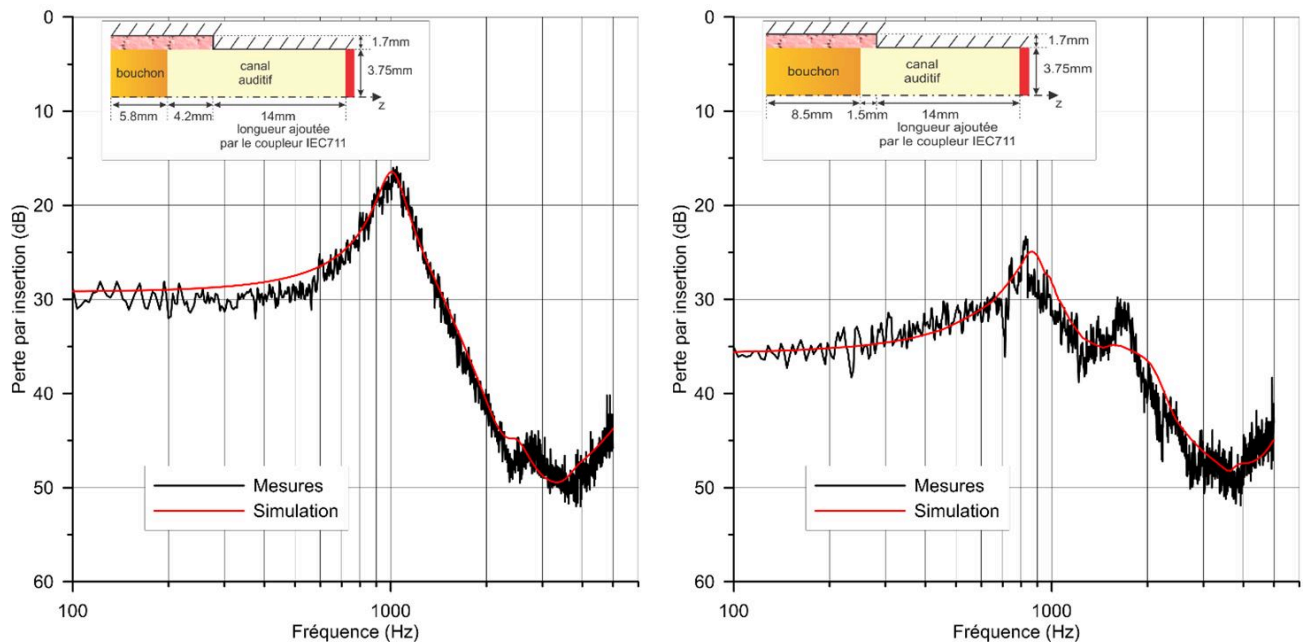 0
10
20
30
40
50
60
Perte par insertion (dB)
bouchon
canal
auditif
1.7mm
3.75mm
z
5.8mm
4.2mm
14mm
longueur ajoutée
par le coupleur IEC711
Mesures
Simulation
100
1000
Fréquence (Hz)
0
10
20
30
40
50
60
Perte par insertion (dB)
bouchon
canal
auditif
1.7mm
3.75mm
z
8.5mm
1.5mm
14mm
longueur ajoutée
par le coupleur IEC711
Mesures
Simulation
100
1000
Fréquence (Hz)